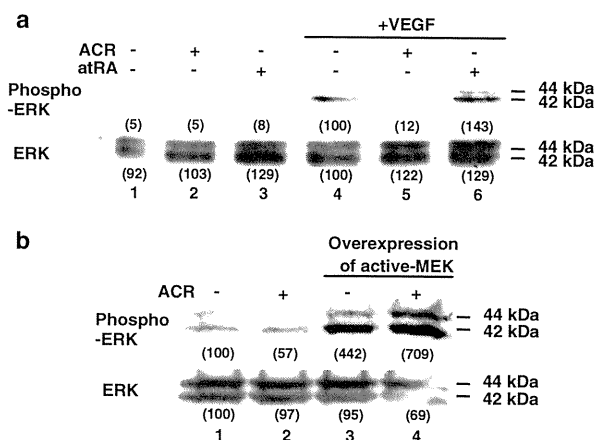 a
+VEGF
ACR - + - - + -
atRA - - + - - +
Phospho
-ERK
44 kDa
42 kDa
(5) (5) (8) (100) (12) (143)
ERK
44 kDa
42 kDa
(92) (103) (129) (100) (122) (129)
1 2 3 4 5 6
b
Overexpression
of active-MEK
ACR - + - +
Phospho
-ERK
44 kDa
42 kDa
(100) (57) (442) (709)
ERK
44 kDa
42 kDa
(100) (97) (95) (69)
1 2 3 4